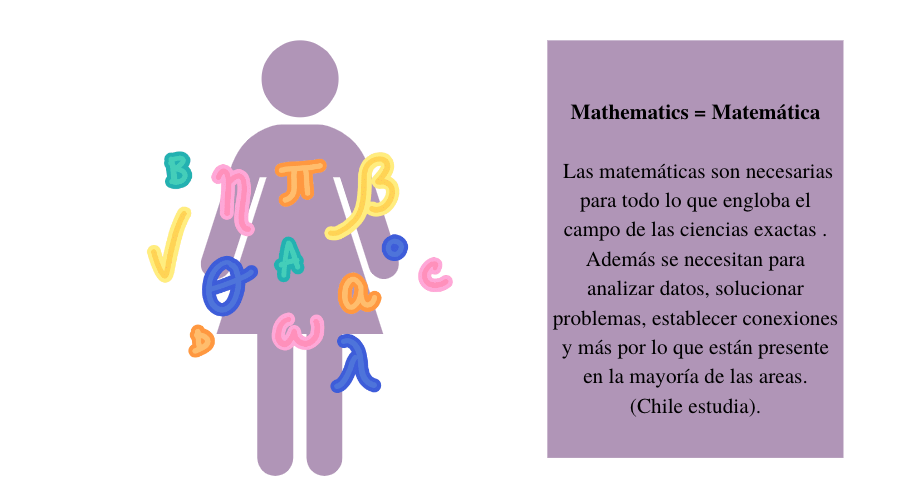 B η π β
√ θ A ο c
D ω a λ
Mathematics = Matemática
Las matemáticas son necesarias
para todo lo que engloba el
campo de las ciencias exactas .
Además se necesitan para
analizar datos, solucionar
problemas, establecer conexiones
y más por lo que están presente
en la mayoría de las areas.
(Chile estudia).